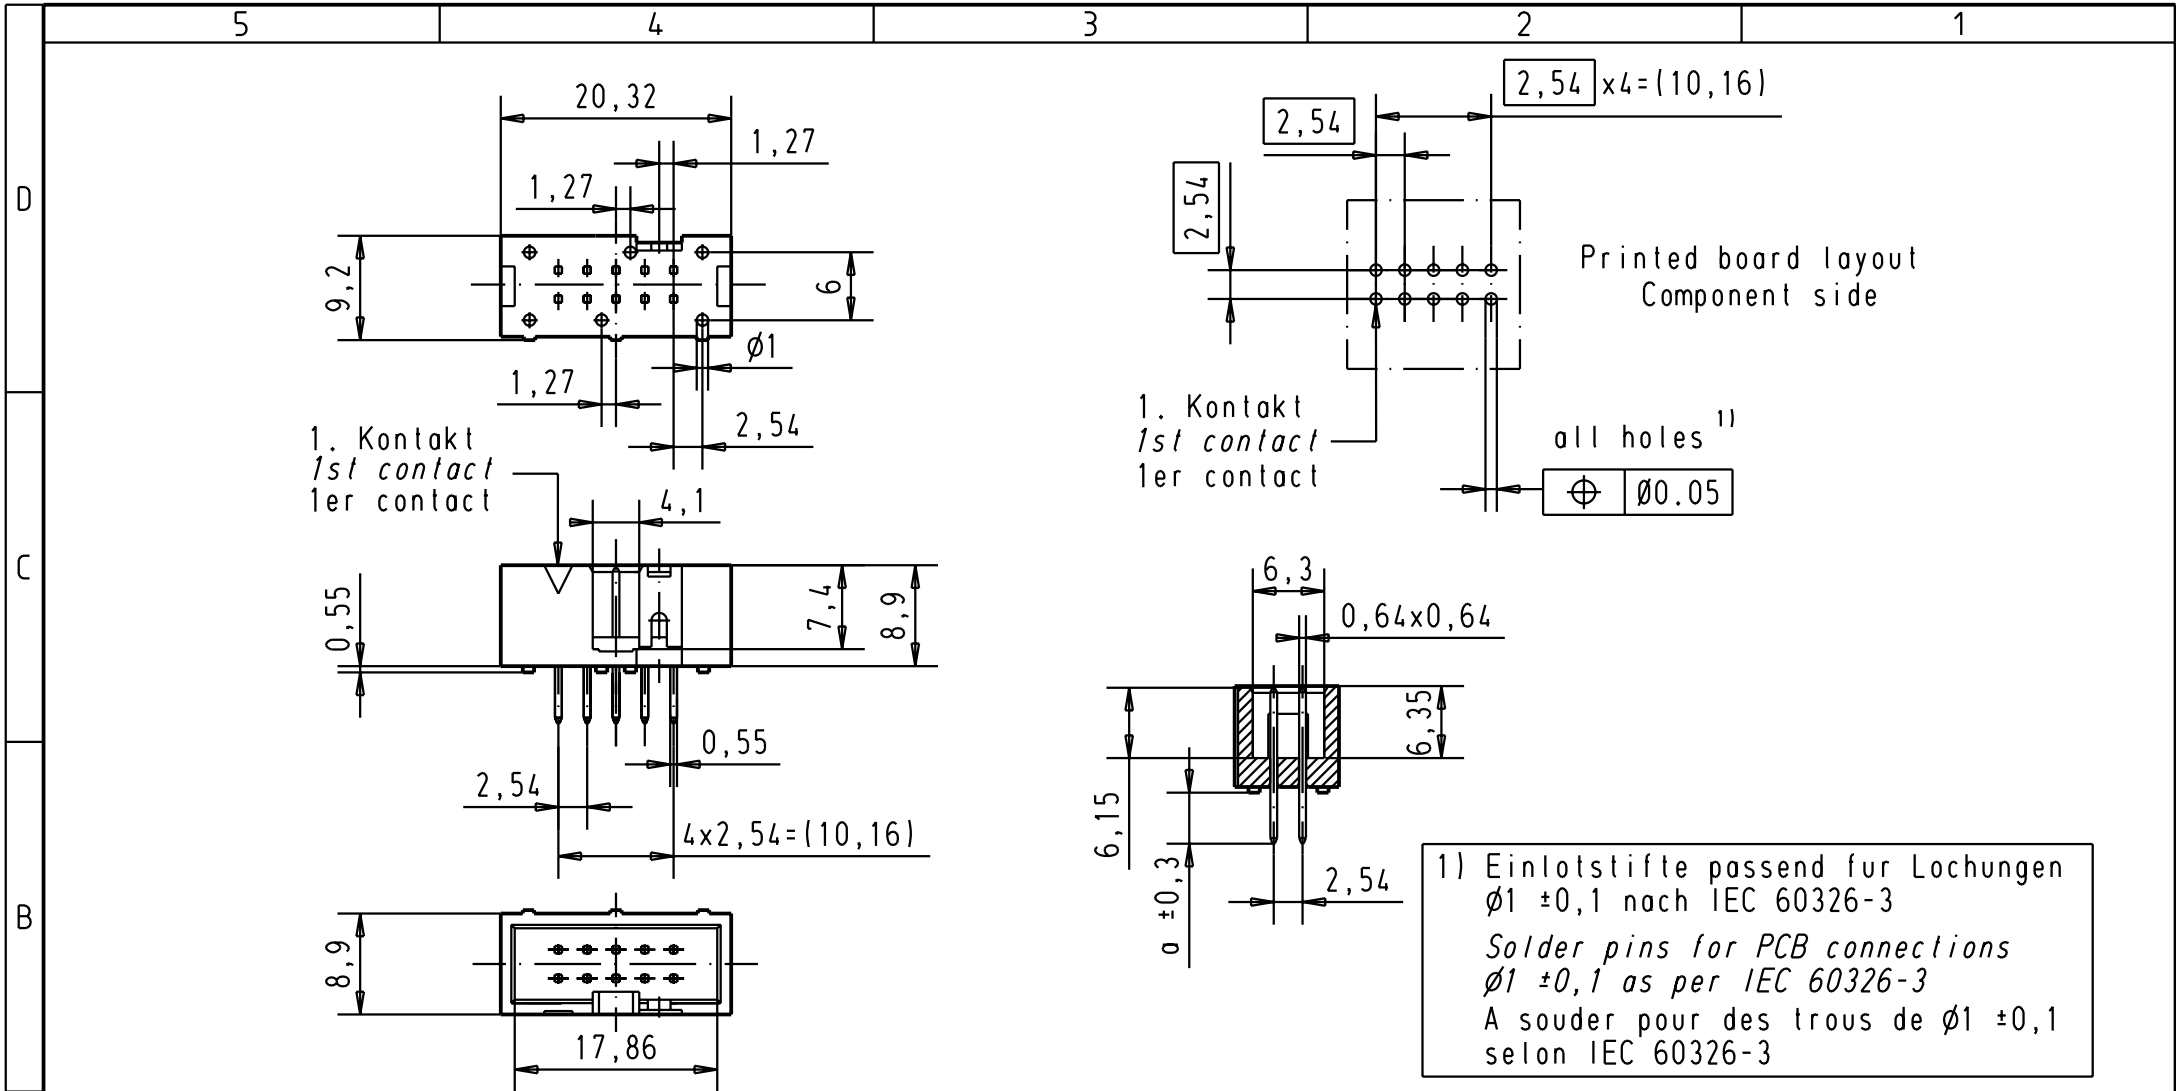 5 4 3 2 1
D
C
B
20,32
1,27
1,27
9,2
6
ø1
1,27
2,54
1. Kontakt
1st contact
1er contact
4,1
0,55
7,4
8,9
0,55
2,54
4x2,54=(10,16)
8,9
17,86
2,54 x4=(10,16)
2,54
2,54
Printed board layout
Component side
1. Kontakt
1st contact
1er contact
all holes 1)
⌖ Ø0.05
6,3
0,64x0,64
6,35
6,15
a ±0,3
2,54
1) Einlotstifte passend fur Lochungen
ø1 ±0,1 nach IEC 60326-3
Solder pins for PCB connections
ø1 ±0,1 as per IEC 60326-3
A souder pour des trous de ø1 ±0,1
selon IEC 60326-3